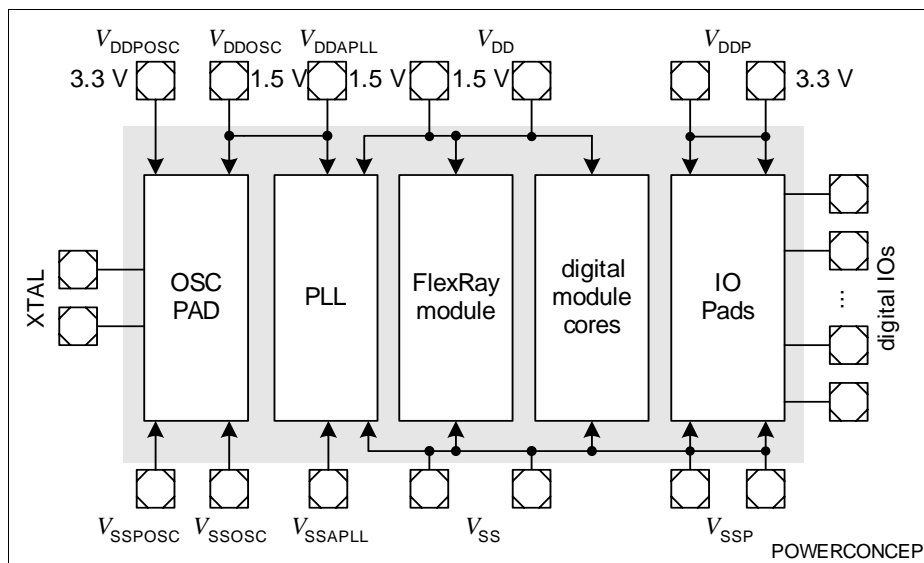 VDDPOSC VDDOSC VDDAPLL VDD VDDP
3.3 V 1.5 V 1.5 V 1.5 V 3.3 V
XTAL
OSC
PAD
PLL
FlexRay
module
digital
module
cores
IO
Pads
...
digital IOs
VSSPOSC VSSOSC VSSAPLL VSS VSSP
POWERCONCEP